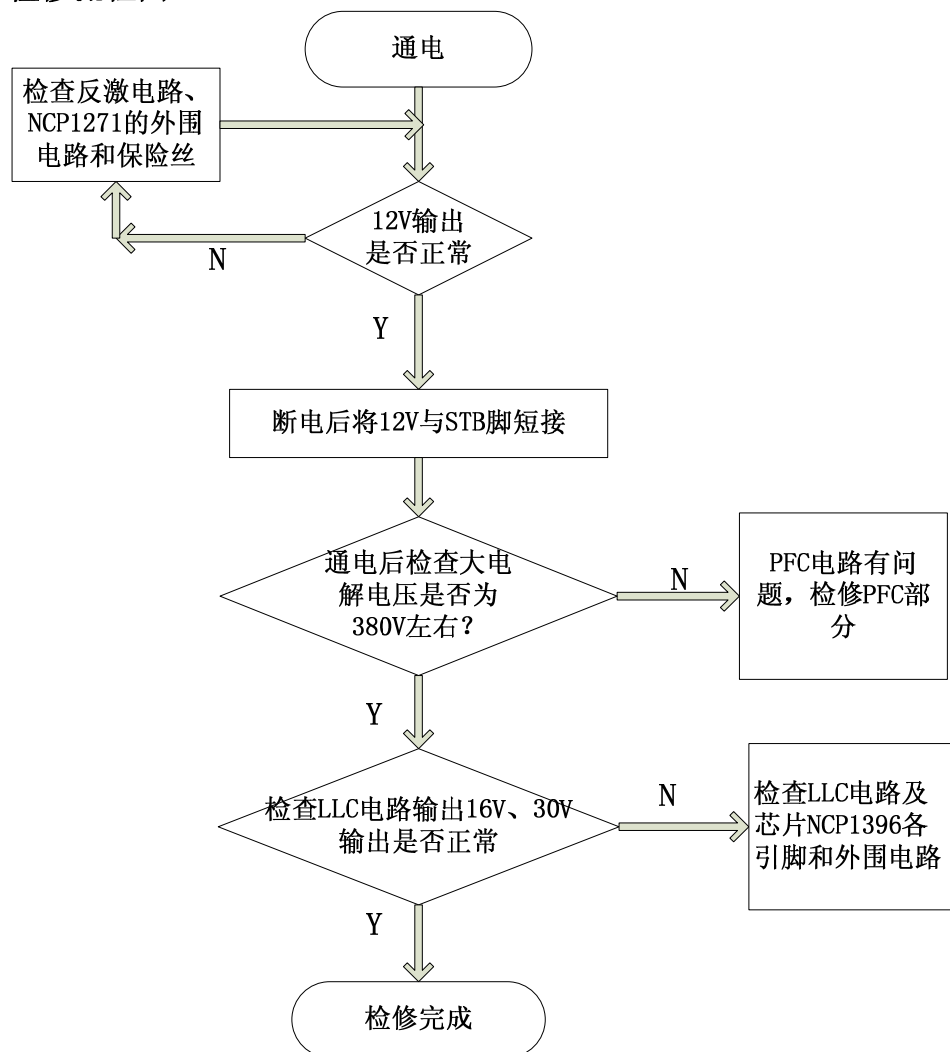 通电
检查反激电路、
NCP1271的外围
电路和保险丝
12V输出
是否正常
N
Y
断电后将12V与STB脚短接
通电后检查大电
解电压是否为
380V左右？
N
PFC电路有问
题，检修PFC部
分
Y
检查LLC电路输出16V、30V
输出是否正常
N
检查LLC电路及
芯片NCP1396各
引脚和外围电路
Y
检修完成